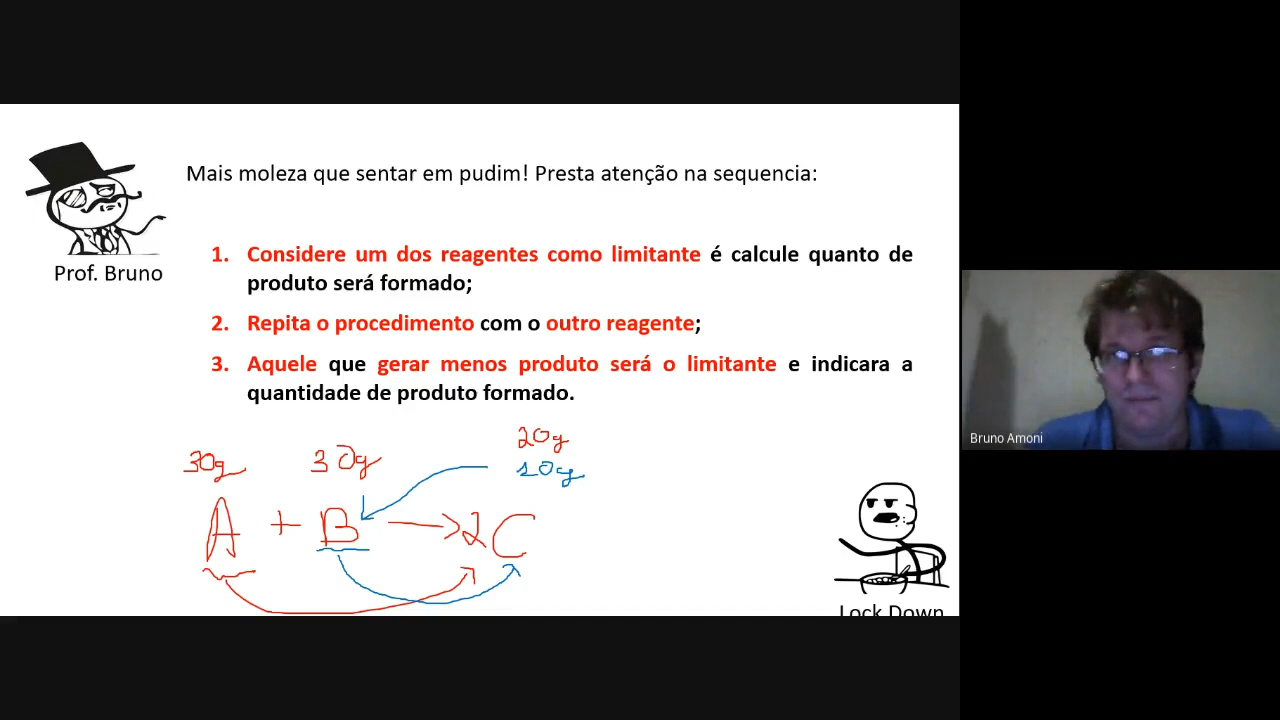 Mais moleza que sentar em pudim! Presta atenção na sequencia:
Prof. Bruno
1. Considere um dos reagentes como limitante é calcule quanto de
produto será formado;
2. Repita o procedimento com o outro reagente;
3. Aquele que gerar menos produto será o limitante e indicara a
quantidade de produto formado.
30g 30g 20g
10g
A + B → 2C
Lock Down
Bruno Amoni